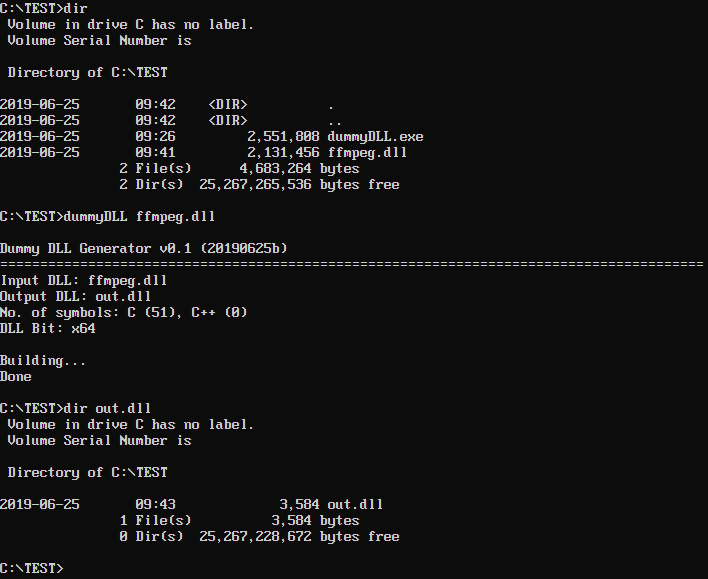 C:\TEST>dir
 Volume in drive C has no label.
 Volume Serial Number is

 Directory of C:\TEST

2019-06-25       09:42    <DIR>          .
2019-06-25       09:42    <DIR>          ..
2019-06-25       09:26         2,551,808 dummyDLL.exe
2019-06-25       09:41         2,131,456 ffmpeg.dll
               2 File(s)      4,683,264 bytes
               2 Dir(s)  25,267,265,536 bytes free

C:\TEST>dummyDLL ffmpeg.dll

Dummy DLL Generator v0.1 (20190625b)
========================================================================================
Input DLL: ffmpeg.dll
Output DLL: out.dll
No. of symbols: C (51), C++ (0)
DLL Bit: x64

Building...
Done

C:\TEST>dir out.dll
 Volume in drive C has no label.
 Volume Serial Number is

 Directory of C:\TEST

2019-06-25       09:43             3,584 out.dll
               1 File(s)          3,584 bytes
               0 Dir(s)  25,267,228,672 bytes free

C:\TEST>